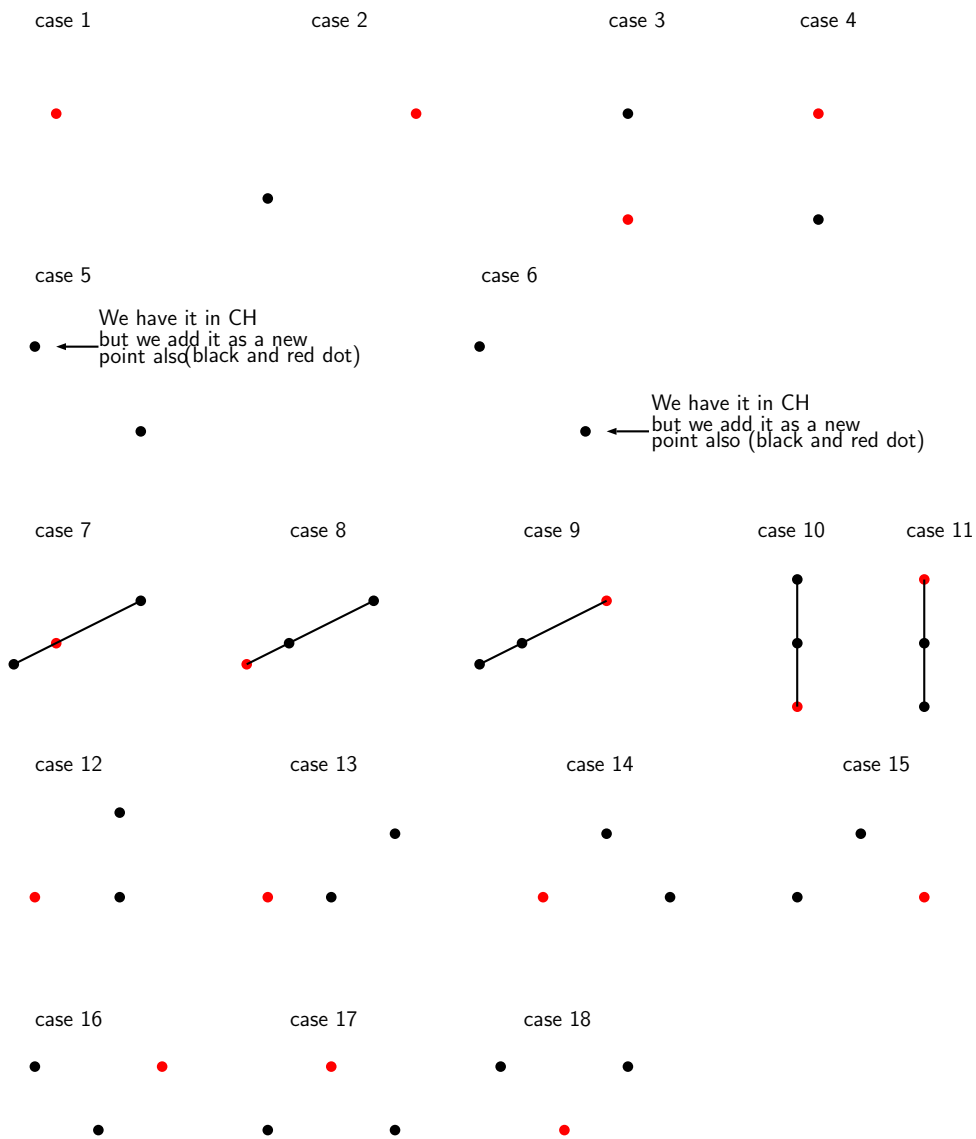 case 1
case 2
case 3
case 4
case 5
case 6
We have it in CH
but we add it as a new
point also(black and red dot)
We have it in CH
but we add it as a new
point also (black and red dot)
case 7
case 8
case 9
case 10
case 11
case 12
case 13
case 14
case 15
case 16
case 17
case 18